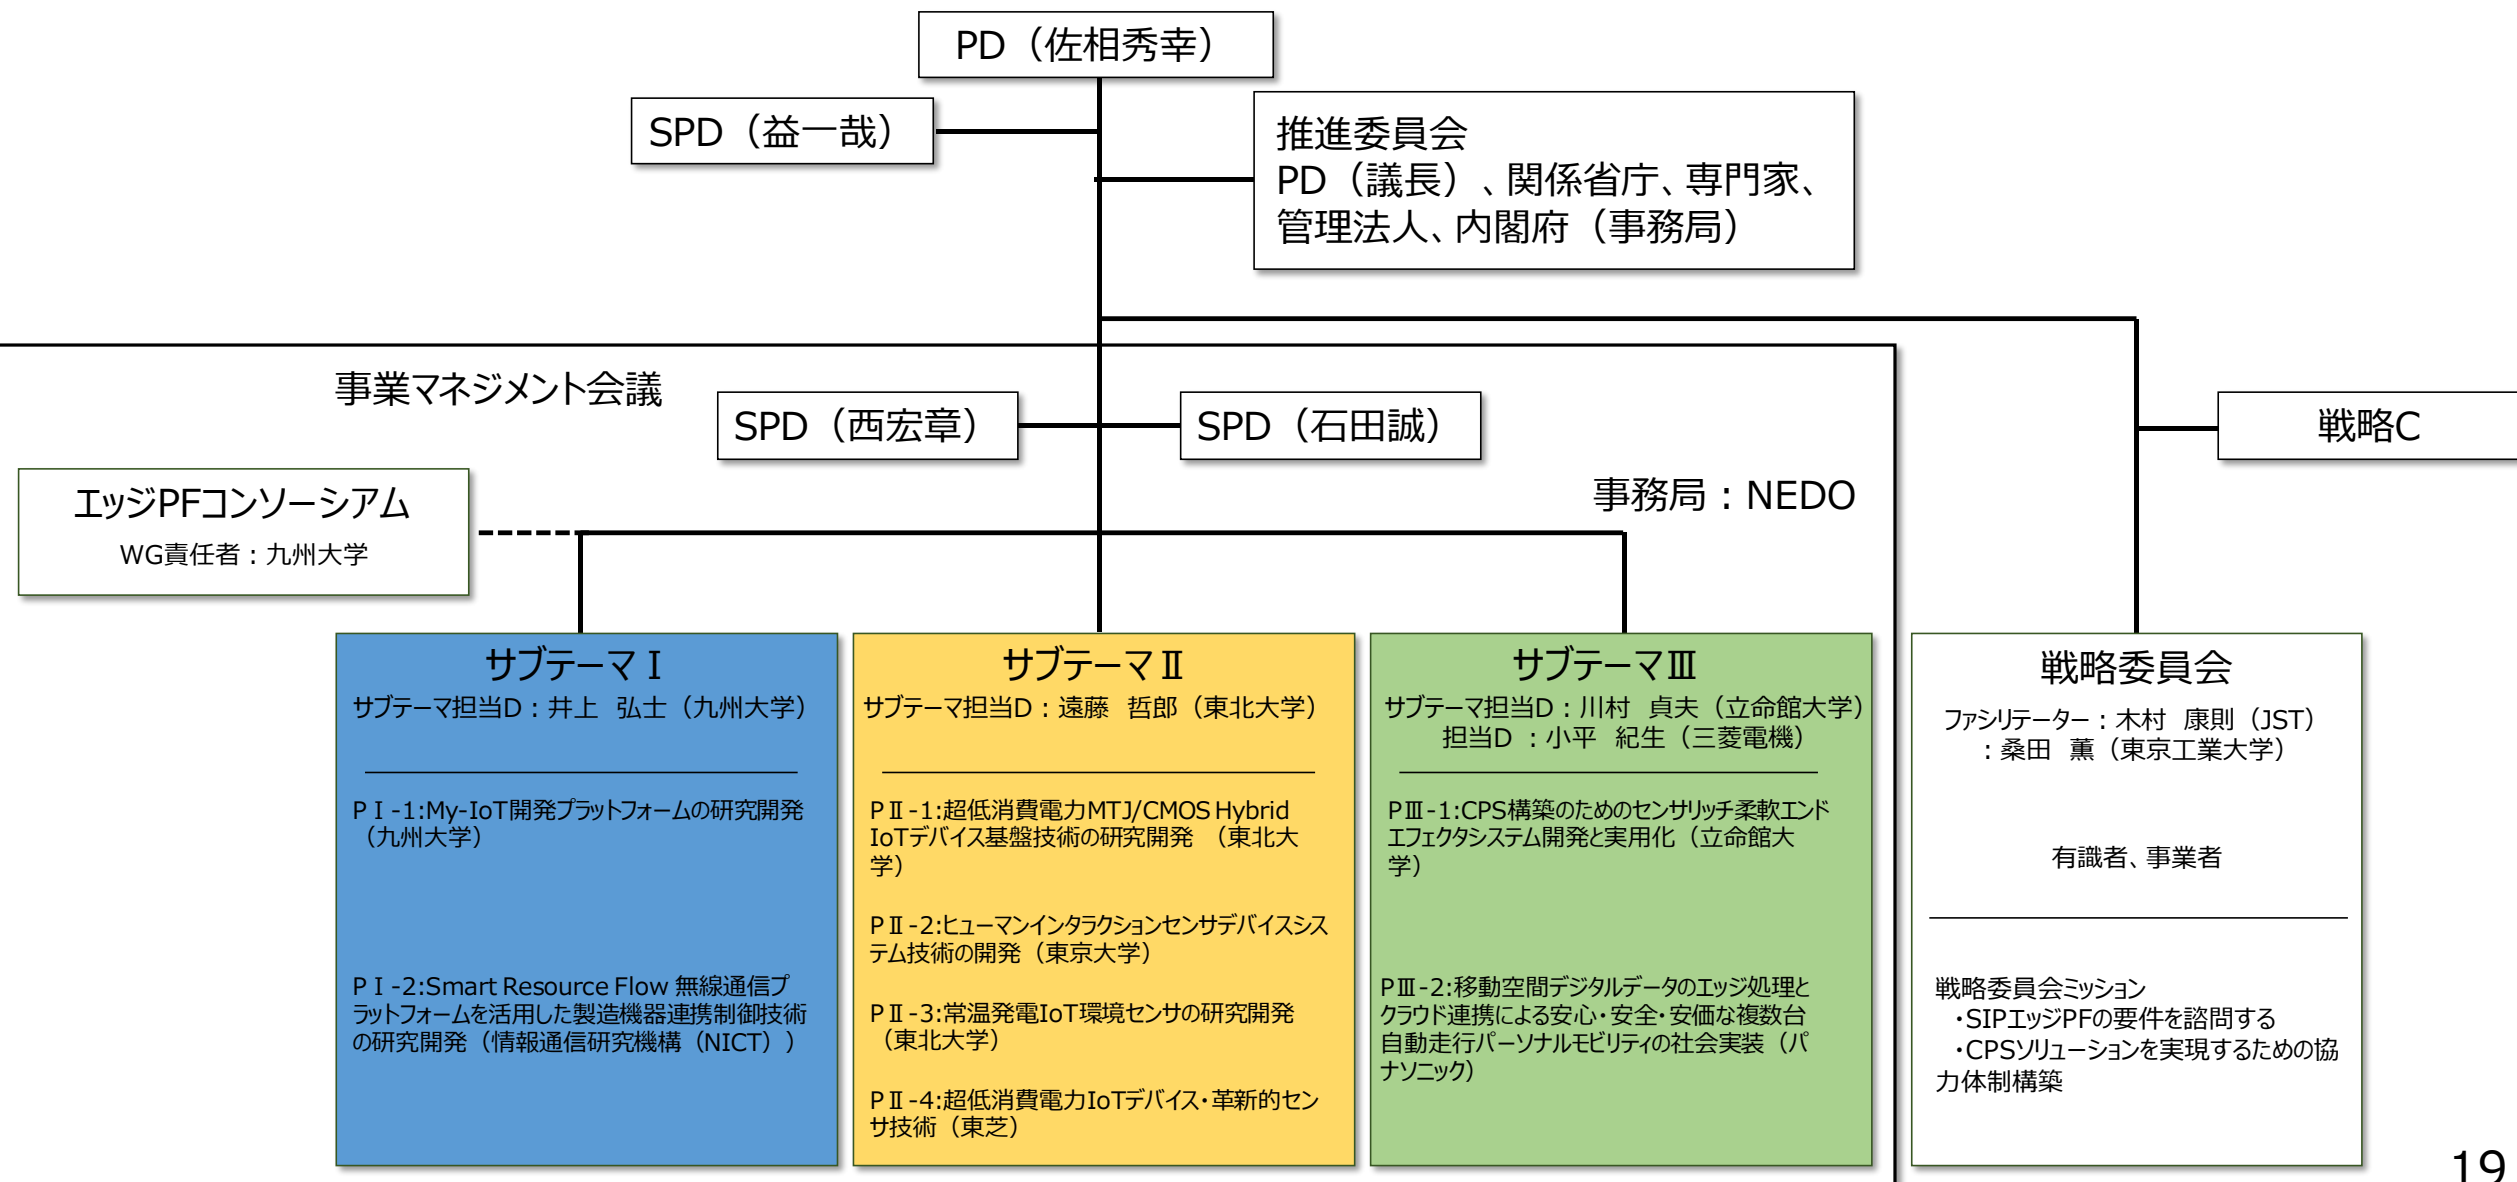 PD（佐相秀幸）
SPD（益一哉）
推進委員会
PD（議長）、関係省庁、専門家、
管理法人、内閣府（事務局）
事業マネジメント会議
SPD（西宏章）
SPD（石田誠）
戦略C
事務局：NEDO
エッジPFコンソーシアム
WG責任者：九州大学
サブテーマⅠ
サブテーマ担当D：井上　弘士（九州大学）
PⅠ-1:My-IoT開発プラットフォームの研究開発
（九州大学）
PⅠ-2:Smart Resource Flow 無線通信プ
ラットフォームを活用した製造機器連携制御技術
の研究開発（情報通信研究機構（NICT））
サブテーマⅡ
サブテーマ担当D：遠藤　哲郎（東北大学）
PⅡ-1:超低消費電力MTJ/CMOS Hybrid
IoTデバイス基盤技術の研究開発　（東北大
学）
PⅡ-2:ヒューマンインタラクションセンサデバイスシス
テム技術の開発（東京大学）
PⅡ-3:常温発電IoT環境センサの研究開発
（東北大学）
PⅡ-4:超低消費電力IoTデバイス・革新的セン
サ技術（東芝）
サブテーマⅢ
サブテーマ担当D：川村　貞夫（立命館大学）
担当D ：小平　紀生（三菱電機）
PⅢ-1:CPS構築のためのセンサリッチ柔軟エンド
エフェクタシステム開発と実用化（立命館大
学）
PⅢ-2:移動空間デジタルデータのエッジ処理と
クラウド連携による安心・安全・安価な複数台
自動走行パーソナルモビリティの社会実装（パ
ナソニック）
戦略委員会
ファシリテーター：木村　康則（JST）
：桑田　薫（東京工業大学）
有識者、事業者
戦略委員会ミッション
・SIPエッジPFの要件を諮問する
・CPSソリューションを実現するための協
力体制構築
19